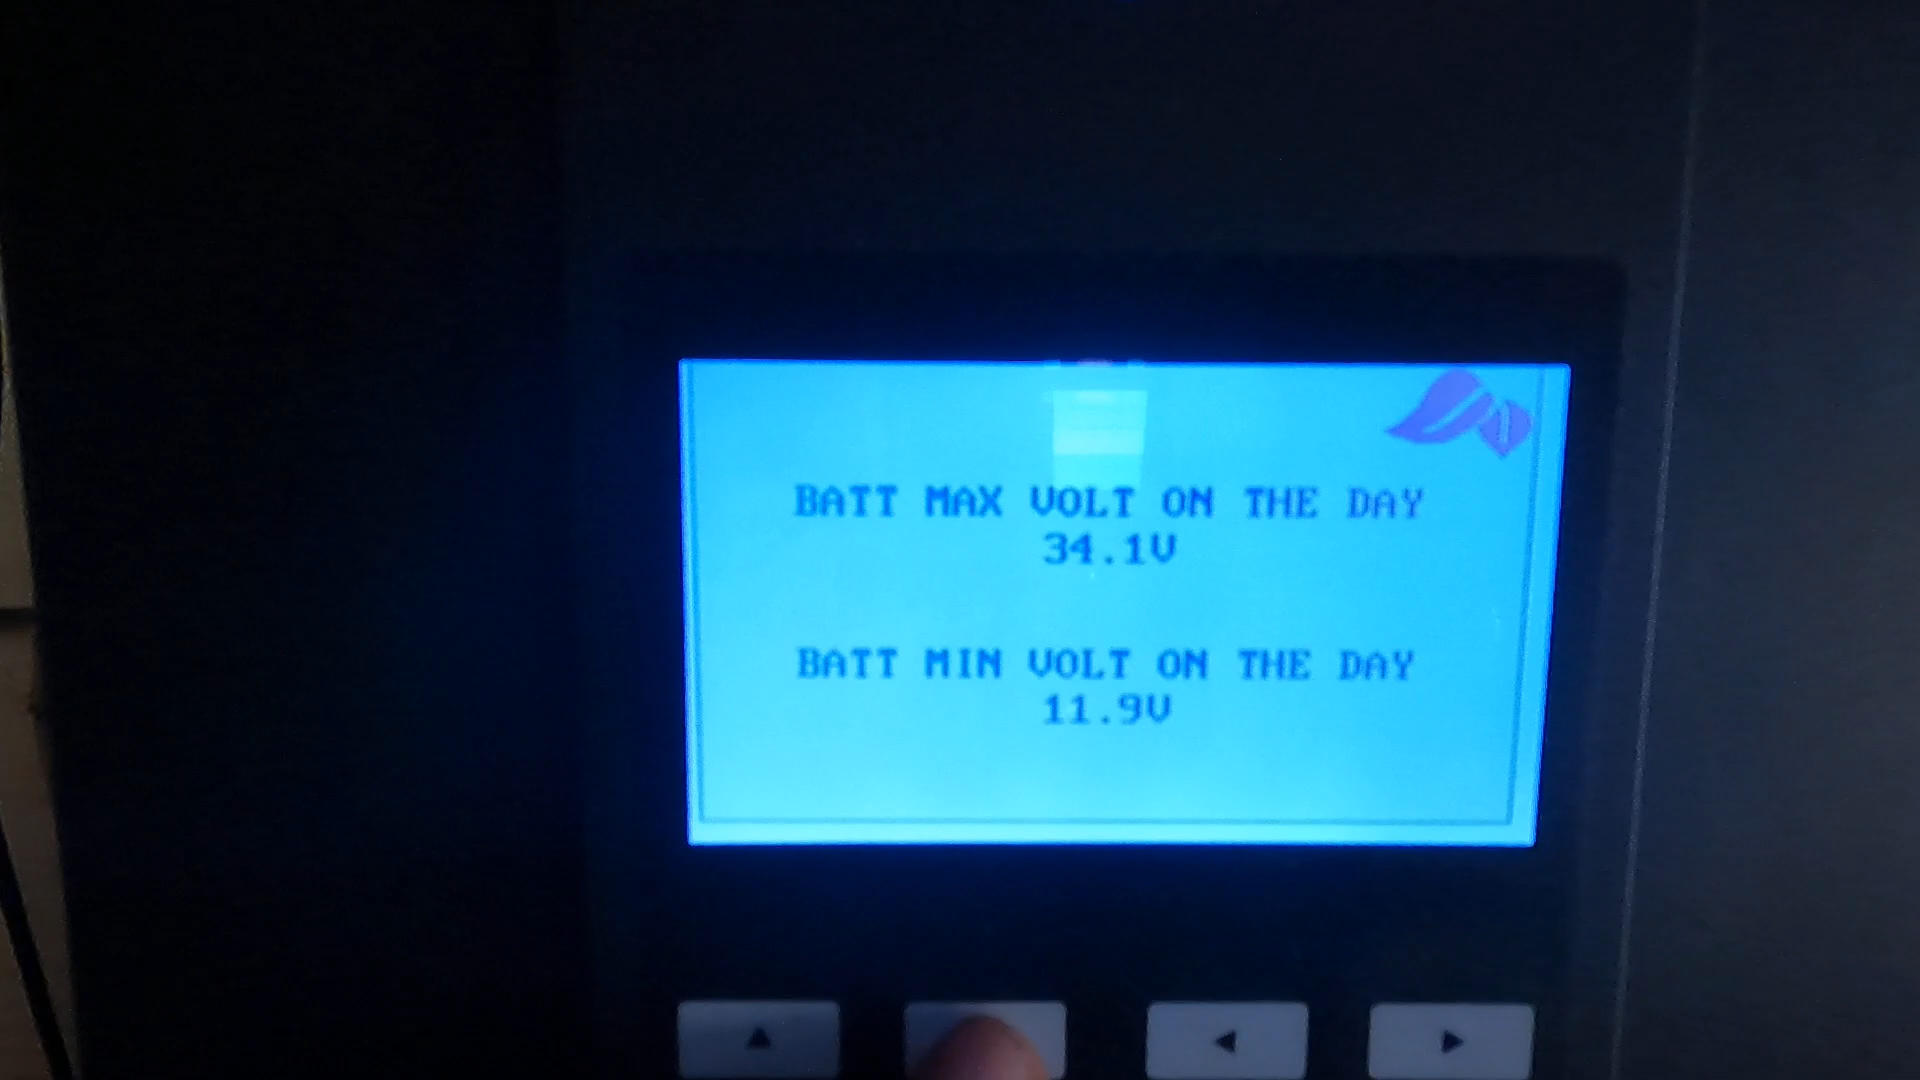 BATT MAX VOLT ON THE DAY
34.1V
BATT MIN VOLT ON THE DAY
11.9V